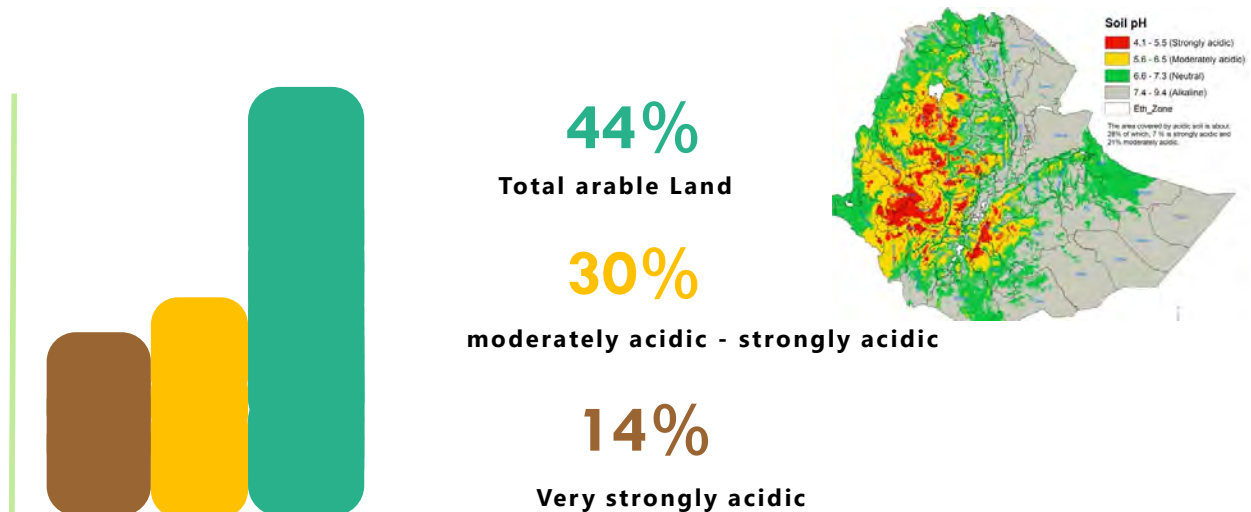 44%
Total arable Land
30%
moderately acidic - strongly acidic
14%
Very strongly acidic
Soil pH
4.1 - 5.5 (Strongly acidic)
5.6 - 6.5 (Moderately acidic)
6.6 - 7.3 (Neutral)
7.4 - 9.4 (Alkaline)
Eth_Zone
The area covered by acidic soil is about
28% of which, 7 % is strongly acidic and
21% moderately acidic.